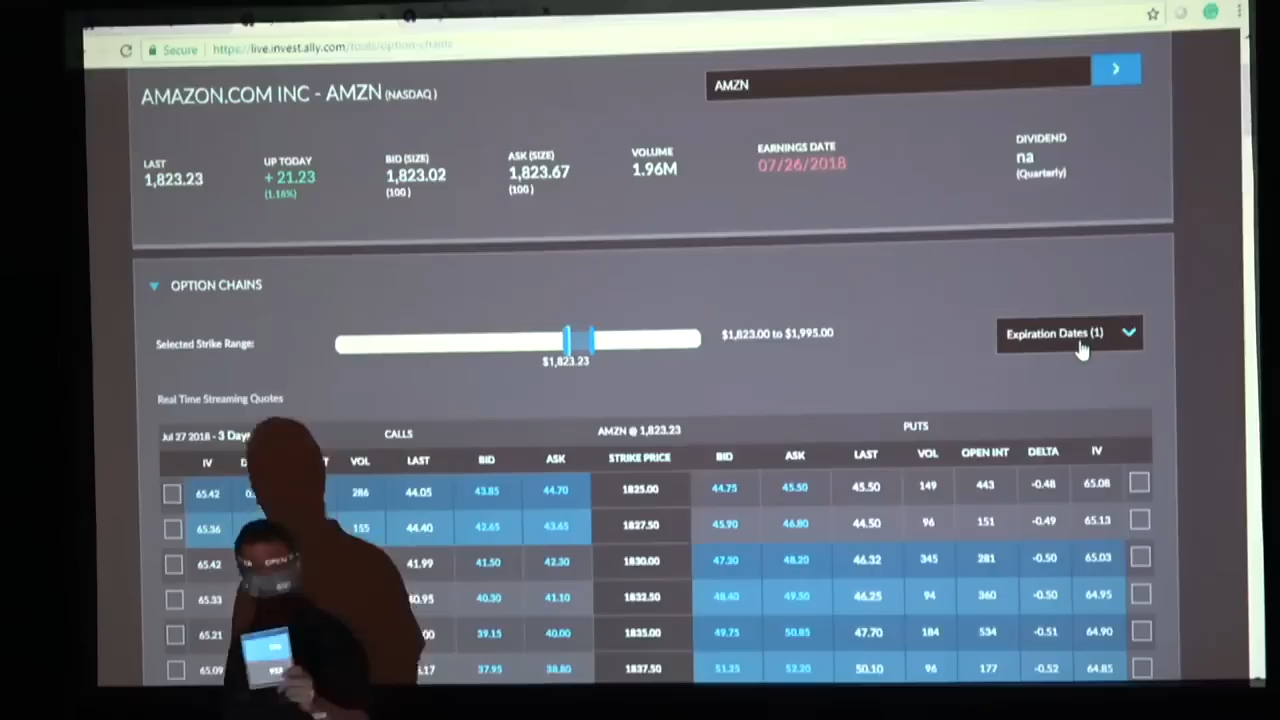 Secure https://live.invest.ally.com/tools/option-chains
AMAZON.COM INC - AMZN (NASDAQ)
AMZN
LAST UP TODAY BID (SIZE) ASK (SIZE) VOLUME EARNINGS DATE DIVIDEND
1,823.23 + 21.23 1,823.02 1,823.67 1.96M 07/26/2018 na
(1.18%) (100) (100) (Quarterly)
OPTION CHAINS
Selected Strike Range: $1,823.00 to $1,995.00 Expiration Dates (1)
$1,823.23
Real Time Streaming Quotes
Jul 27 2018 - 3 Day CALLS AMZN @ 1,823.23 PUTS
IV VOL LAST BID ASK STRIKE PRICE BID ASK LAST VOL OPEN INT DELTA IV
65.42 286 44.05 43.85 44.70 1825.00 44.75 45.50 45.50 149 443 -0.48 65.08
65.36 155 44.40 42.65 43.65 1827.50 45.90 46.80 44.50 96 151 -0.49 65.13
65.42 41.99 41.50 42.30 1830.00 47.30 48.20 46.32 345 281 -0.50 65.03
65.33 40.30 41.10 1832.50 48.40 49.50 46.25 94 360 -0.50 64.95
65.21 39.15 40.00 1835.00 49.75 50.85 47.70 184 534 -0.51 64.90
65.09 37.95 38.80 1837.50 51.25 52.20 50.10 96 177 -0.52 64.85